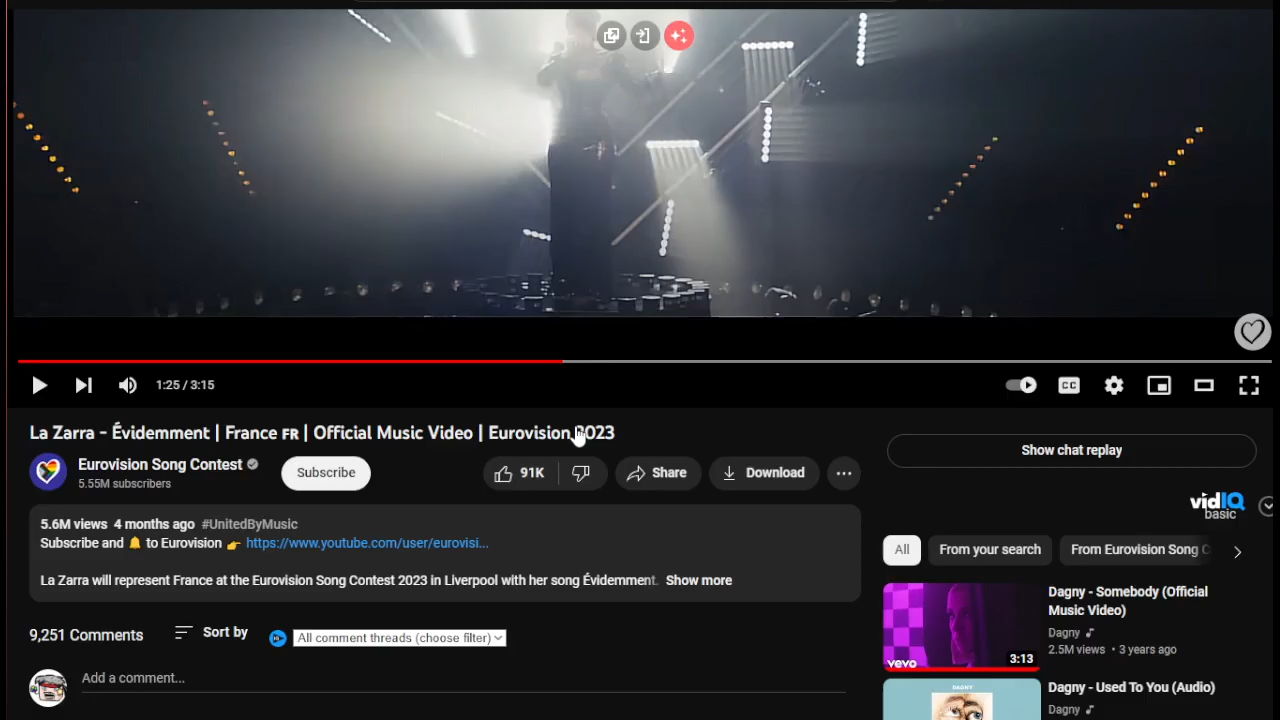 1:25 / 3:15
CC
La Zarra - Évidemment | France FR | Official Music Video | Eurovision 2023
Eurovision Song Contest
5.55M subscribers
Subscribe
91K
Share
Download
5.6M views 4 months ago #UnitedByMusic
Subscribe and 🔔 to Eurovision 👉 https://www.youtube.com/user/eurovisi...
La Zarra will represent France at the Eurovision Song Contest 2023 in Liverpool with her song Évidemment. Show more
9,251 Comments
Sort by
All comment threads (choose filter)
Add a comment...
Show chat replay
vidIQ
basic
All
From your search
From Eurovision Song C
vevo
3:13
Dagny - Somebody (Official
Music Video)
Dagny
2.5M views • 3 years ago
DAGNY
Dagny - Used To You (Audio)
Dagny